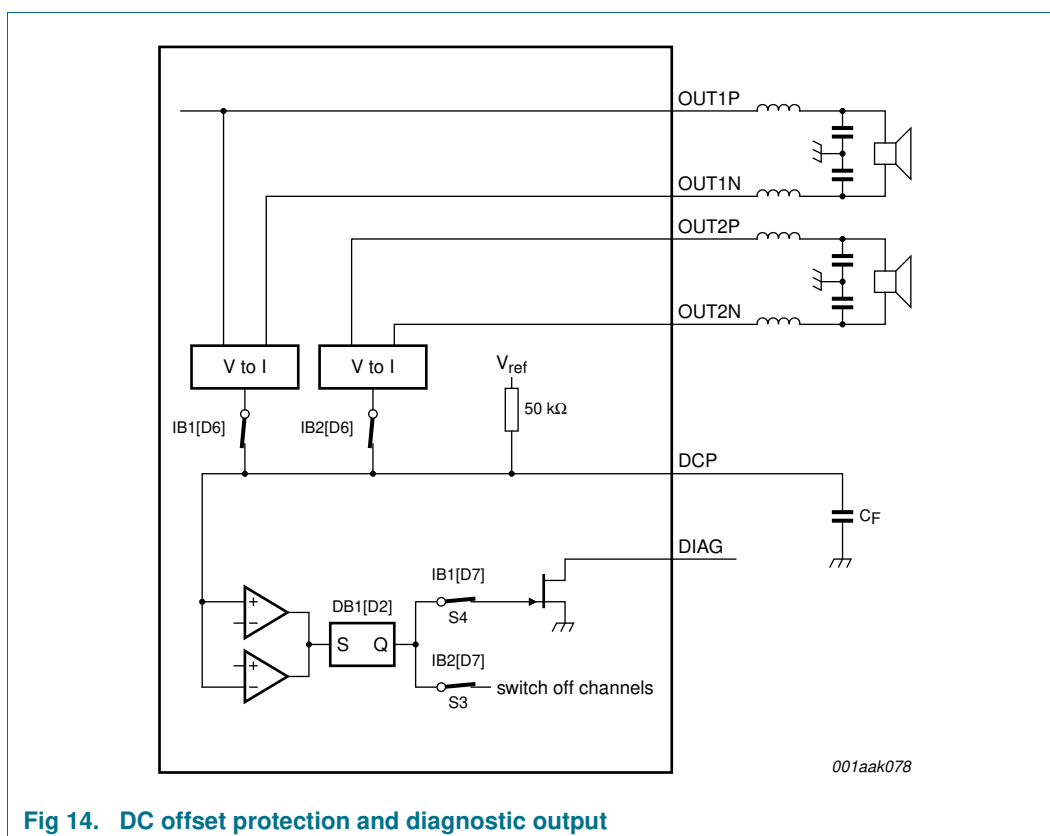 OUT1P
OUT1N
OUT2P
OUT2N
V to I
V to I
Vref
50 kΩ
IB1[D6]
IB2[D6]
DCP
CF
DIAG
IB1[D7]
DB1[D2]
S4
+
−
S Q
IB2[D7]
+
−
switch off channels
S3
001aak078
Fig 14. DC offset protection and diagnostic output